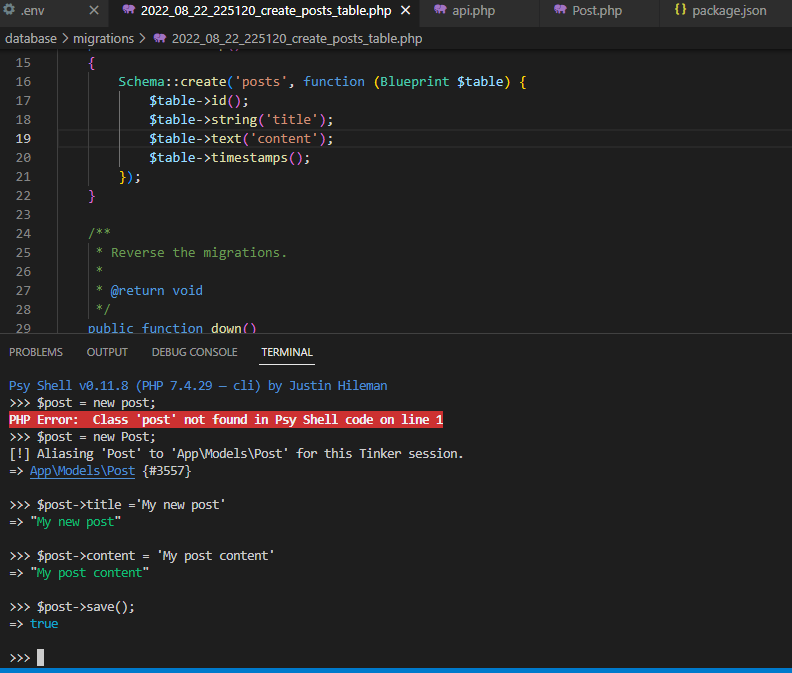 .env 2022_08_22_225120_create_posts_table.php api.php Post.php {} package.json
database > migrations > 2022_08_22_225120_create_posts_table.php
15 {
16 Schema::create('posts', function (Blueprint $table) {
17 $table->id();
18 $table->string('title');
19 $table->text('content');
20 $table->timestamps();
21 });
22 }
23
24 /**
25 * Reverse the migrations.
26 *
27 * @return void
28 */
29 public function down()
PROBLEMS OUTPUT DEBUG CONSOLE TERMINAL
Psy Shell v0.11.8 (PHP 7.4.29 — cli) by Justin Hileman
>>> $post = new post;
PHP Error:  Class 'post' not found in Psy Shell code on line 1
>>> $post = new Post;
[!] Aliasing 'Post' to 'App\Models\Post' for this Tinker session.
=> App\Models\Post {#3557}
>>> $post->title ='My new post'
=> "My new post"
>>> $post->content = 'My post content'
=> "My post content"
>>> $post->save();
=> true
>>>